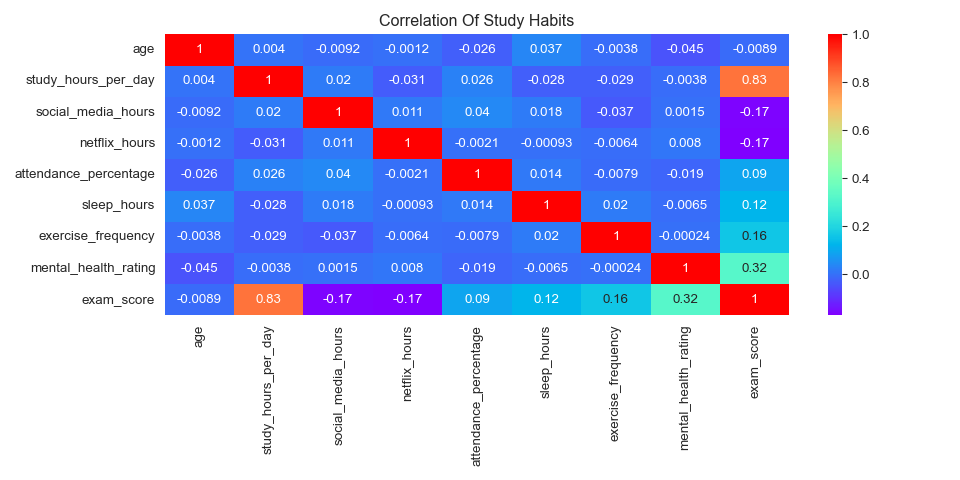 Correlation Of Study Habits
age 1 0.004 -0.0092 -0.0012 -0.026 0.037 -0.0038 -0.045 -0.0089
study_hours_per_day 0.004 1 0.02 -0.031 0.026 -0.028 -0.029 -0.0038 0.83
social_media_hours -0.0092 0.02 1 0.011 0.04 0.018 -0.037 0.0015 -0.17
netflix_hours -0.0012 -0.031 0.011 1 -0.0021 -0.00093 -0.0064 0.008 -0.17
attendance_percentage -0.026 0.026 0.04 -0.0021 1 0.014 -0.0079 -0.019 0.09
sleep_hours 0.037 -0.028 0.018 -0.00093 0.014 1 0.02 -0.0065 0.12
exercise_frequency -0.0038 -0.029 -0.037 -0.0064 -0.0079 0.02 1 -0.00024 0.16
mental_health_rating -0.045 -0.0038 0.0015 0.008 -0.019 -0.0065 -0.00024 1 0.32
exam_score -0.0089 0.83 -0.17 -0.17 0.09 0.12 0.16 0.32 1
age
study_hours_per_day
social_media_hours
netflix_hours
attendance_percentage
sleep_hours
exercise_frequency
mental_health_rating
exam_score
1.0
0.8
0.6
0.4
0.2
0.0